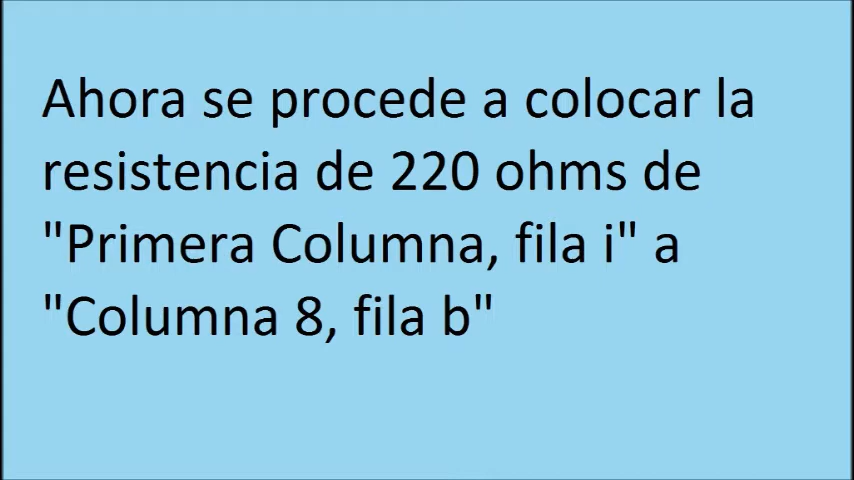 Ahora se procede a colocar la
resistencia de 220 ohms de
"Primera Columna, fila i" a
"Columna 8, fila b"